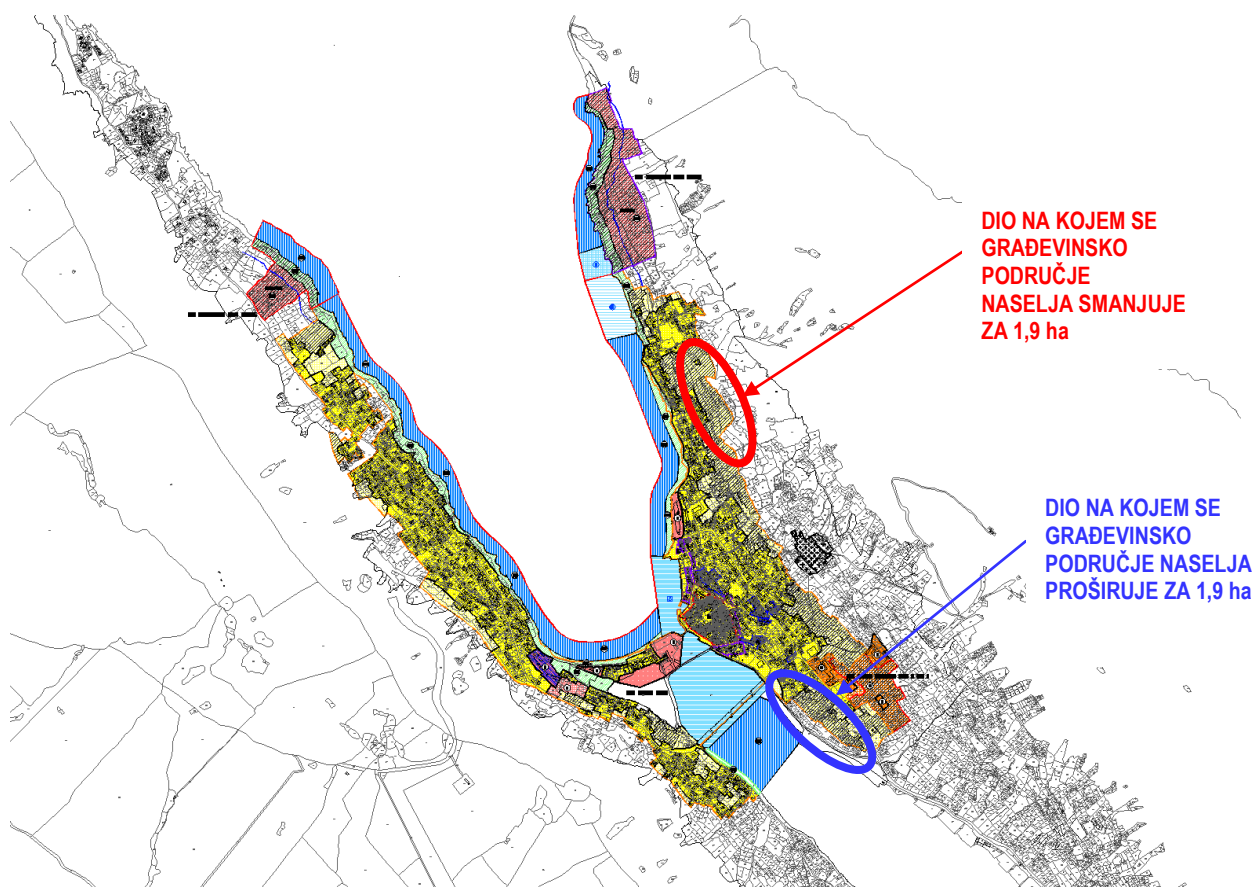 DIO NA KOJEM SE
GRAĐEVINSKO
PODRUČJE
NASELJA SMANJUJE
ZA 1,9 ha
DIO NA KOJEM SE
GRAĐEVINSKO
PODRUČJE NASELJA
PROŠIRUJE ZA 1,9 ha